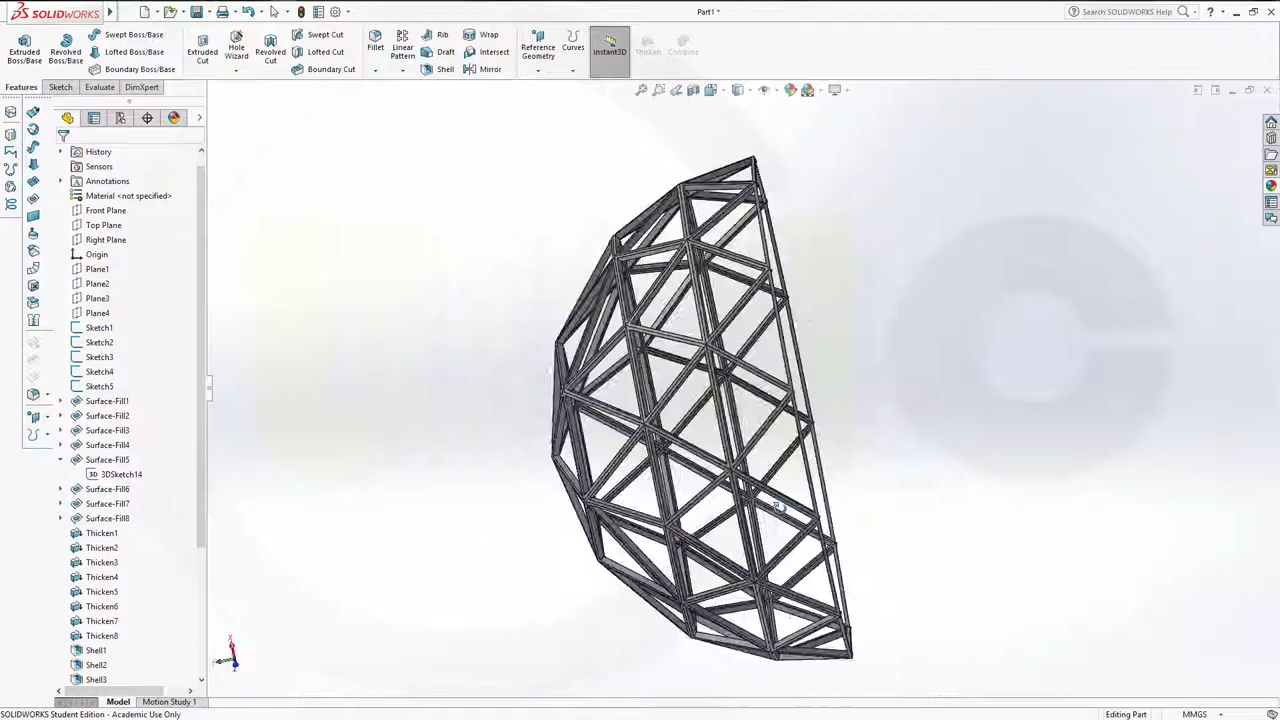 SOLIDWORKS
Part1 *
Search SOLIDWORKS Help
Extruded Boss/Base
Revolved Boss/Base
Swept Boss/Base
Lofted Boss/Base
Boundary Boss/Base
Extruded Cut
Hole Wizard
Revolved Cut
Swept Cut
Lofted Cut
Boundary Cut
Fillet
Linear Pattern
Rib
Draft
Shell
Wrap
Intersect
Mirror
Reference Geometry
Curves
Instant3D
Thicken
Combine
Features
Sketch
Evaluate
DimXpert
History
Sensors
Annotations
Material <not specified>
Front Plane
Top Plane
Right Plane
Origin
Plane1
Plane2
Plane3
Plane4
Sketch1
Sketch2
Sketch3
Sketch4
Sketch5
Surface-Fill1
Surface-Fill2
Surface-Fill3
Surface-Fill4
Surface-Fill5
3D 3DSketch14
Surface-Fill6
Surface-Fill7
Surface-Fill8
Thicken1
Thicken2
Thicken3
Thicken4
Thicken5
Thicken6
Thicken7
Thicken8
Shell1
Shell2
Shell3
Model
Motion Study 1
SOLIDWORKS Student Edition - Academic Use Only
Editing Part
MMGS